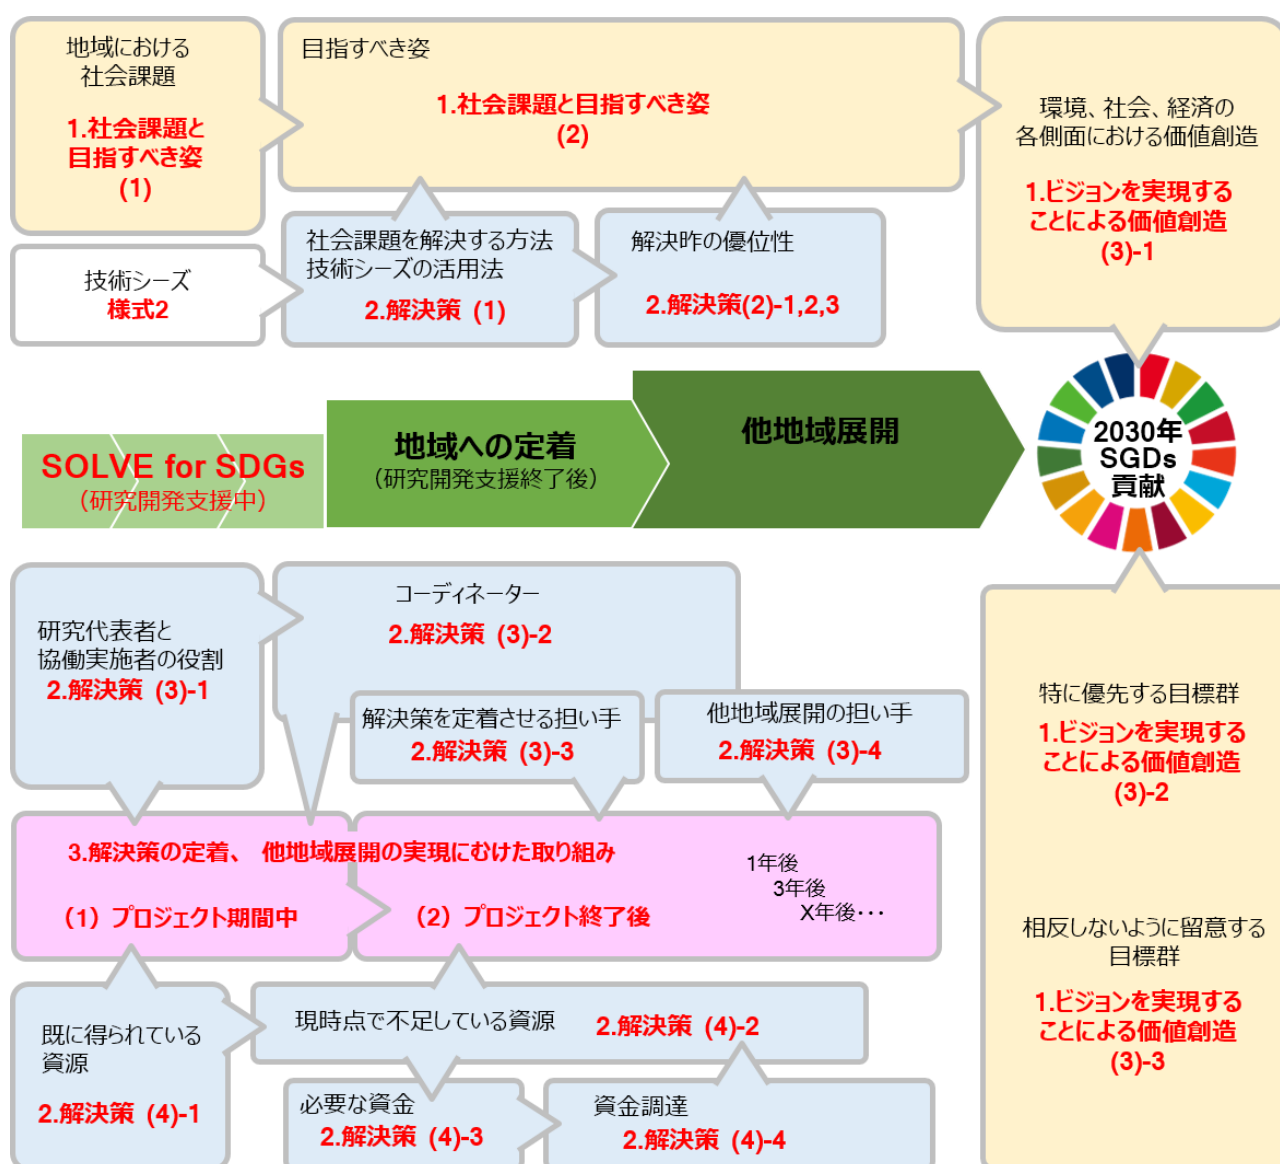 地域における
社会課題
1.社会課題と
目指すべき姿
(1)
目指すべき姿
1.社会課題と目指すべき姿
(2)
環境、社会、経済の
各側面における価値創造
1.ビジョンを実現する
ことによる価値創造
(3)-1
技術シーズ
様式2
社会課題を解決する方法
技術シーズの活用法
2.解決策 (1)
解決昨の優位性
2.解決策(2)-1,2,3
SOLVE for SDGs
（研究開発支援中）
地域への定着
（研究開発支援終了後）
他地域展開
2030年
SGDs
貢献
研究代表者と
協働実施者の役割
2.解決策 (3)-1
コーディネーター
2.解決策 (3)-2
解決策を定着させる担い手
2.解決策 (3)-3
他地域展開の担い手
2.解決策 (3)-4
特に優先する目標群
1.ビジョンを実現する
ことによる価値創造
(3)-2
3.解決策の定着、 他地域展開の実現にむけた取り組み
（1）プロジェクト期間中
（2）プロジェクト終了後
1年後
3年後
X年後・・・
相反しないように留意する
目標群
1.ビジョンを実現する
ことによる価値創造
(3)-3
既に得られている
資源
2.解決策 (4)-1
現時点で不足している資源
2.解決策 (4)-2
必要な資金
2.解決策 (4)-3
資金調達
2.解決策 (4)-4